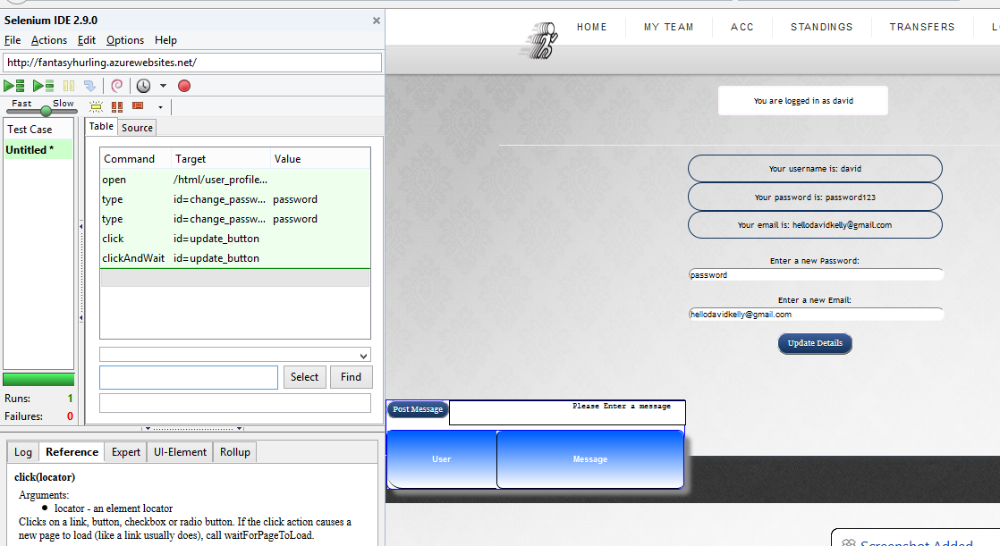 Selenium IDE 2.9.0
File Actions Edit Options Help
http://fantasyhurling.azurewebsites.net/
Fast Slow
Test Case
Untitled *
Table Source
Command Target Value
open /html/user_profile...
type id=change_passw... password
type id=change_passw... password
click id=update_button
clickAndWait id=update_button
Select Find
Runs: 1
Failures: 0
Log Reference Expert UI-Element Rollup
click(locator)
Arguments:
locator - an element locator
Clicks on a link, button, checkbox or radio button. If the click action causes a
new page to load (like a link usually does), call waitForPageToLoad.
HOME MY TEAM ACC STANDINGS TRANSFERS L
You are logged in as david
Your username is: david
Your password is: password123
Your email is: hellodavidkelly@gmail.com
Enter a new Password:
password
Enter a new Email:
hellodavidkelly@gmail.com
Update Details
Post Message Please Enter a message
User Message
Screenshot Added